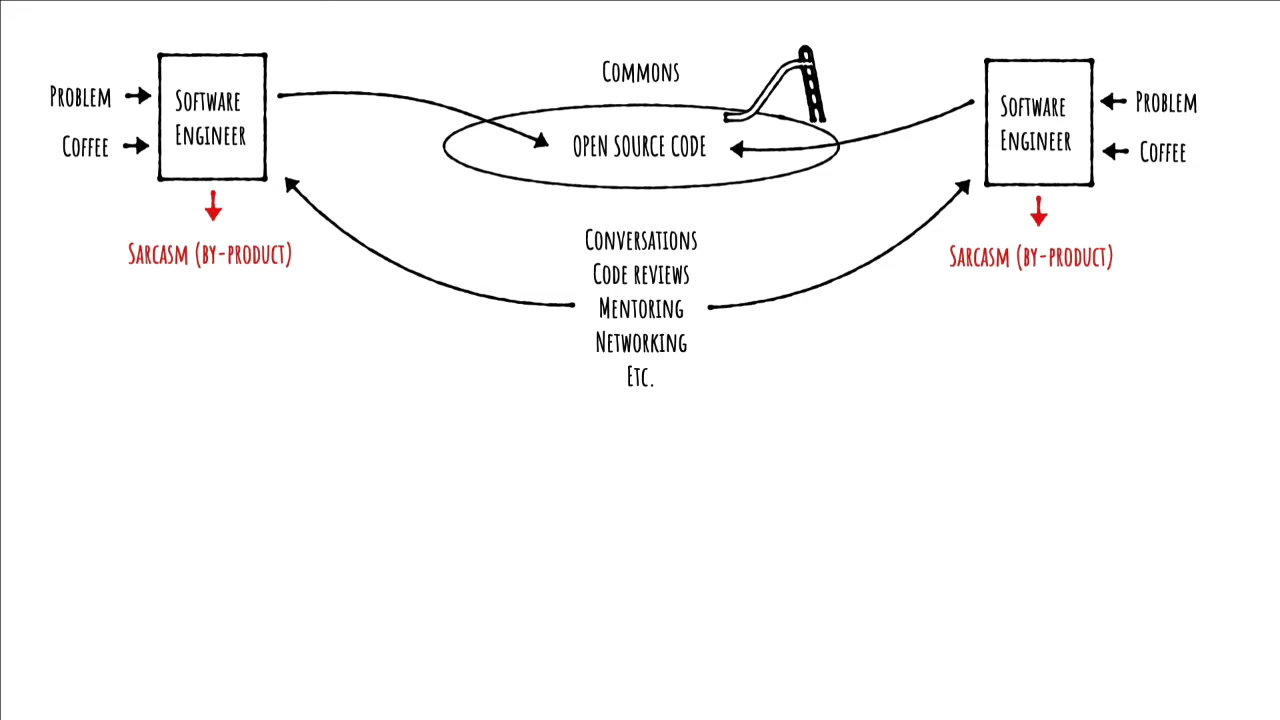 COMMONS
PROBLEM
COFFEE
SOFTWARE
ENGINEER
SARCASM (BY-PRODUCT)
OPEN SOURCE CODE
SOFTWARE
ENGINEER
PROBLEM
COFFEE
SARCASM (BY-PRODUCT)
CONVERSATIONS
CODE REVIEWS
MENTORING
NETWORKING
ETC.